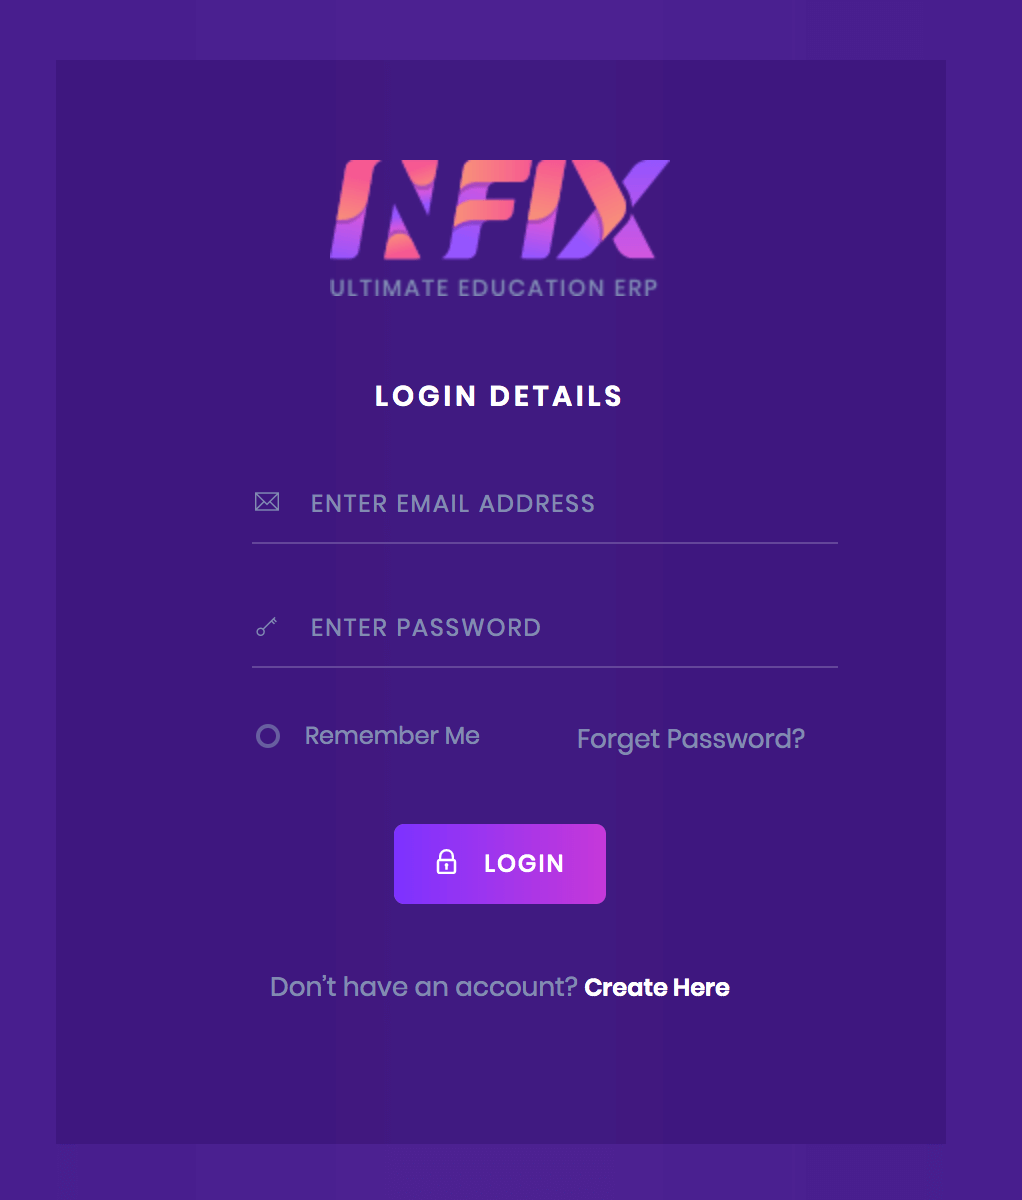 INFIX
ULTIMATE EDUCATION ERP
LOGIN DETAILS
ENTER EMAIL ADDRESS
ENTER PASSWORD
Remember Me Forget Password?
LOGIN
Don't have an account? Create Here